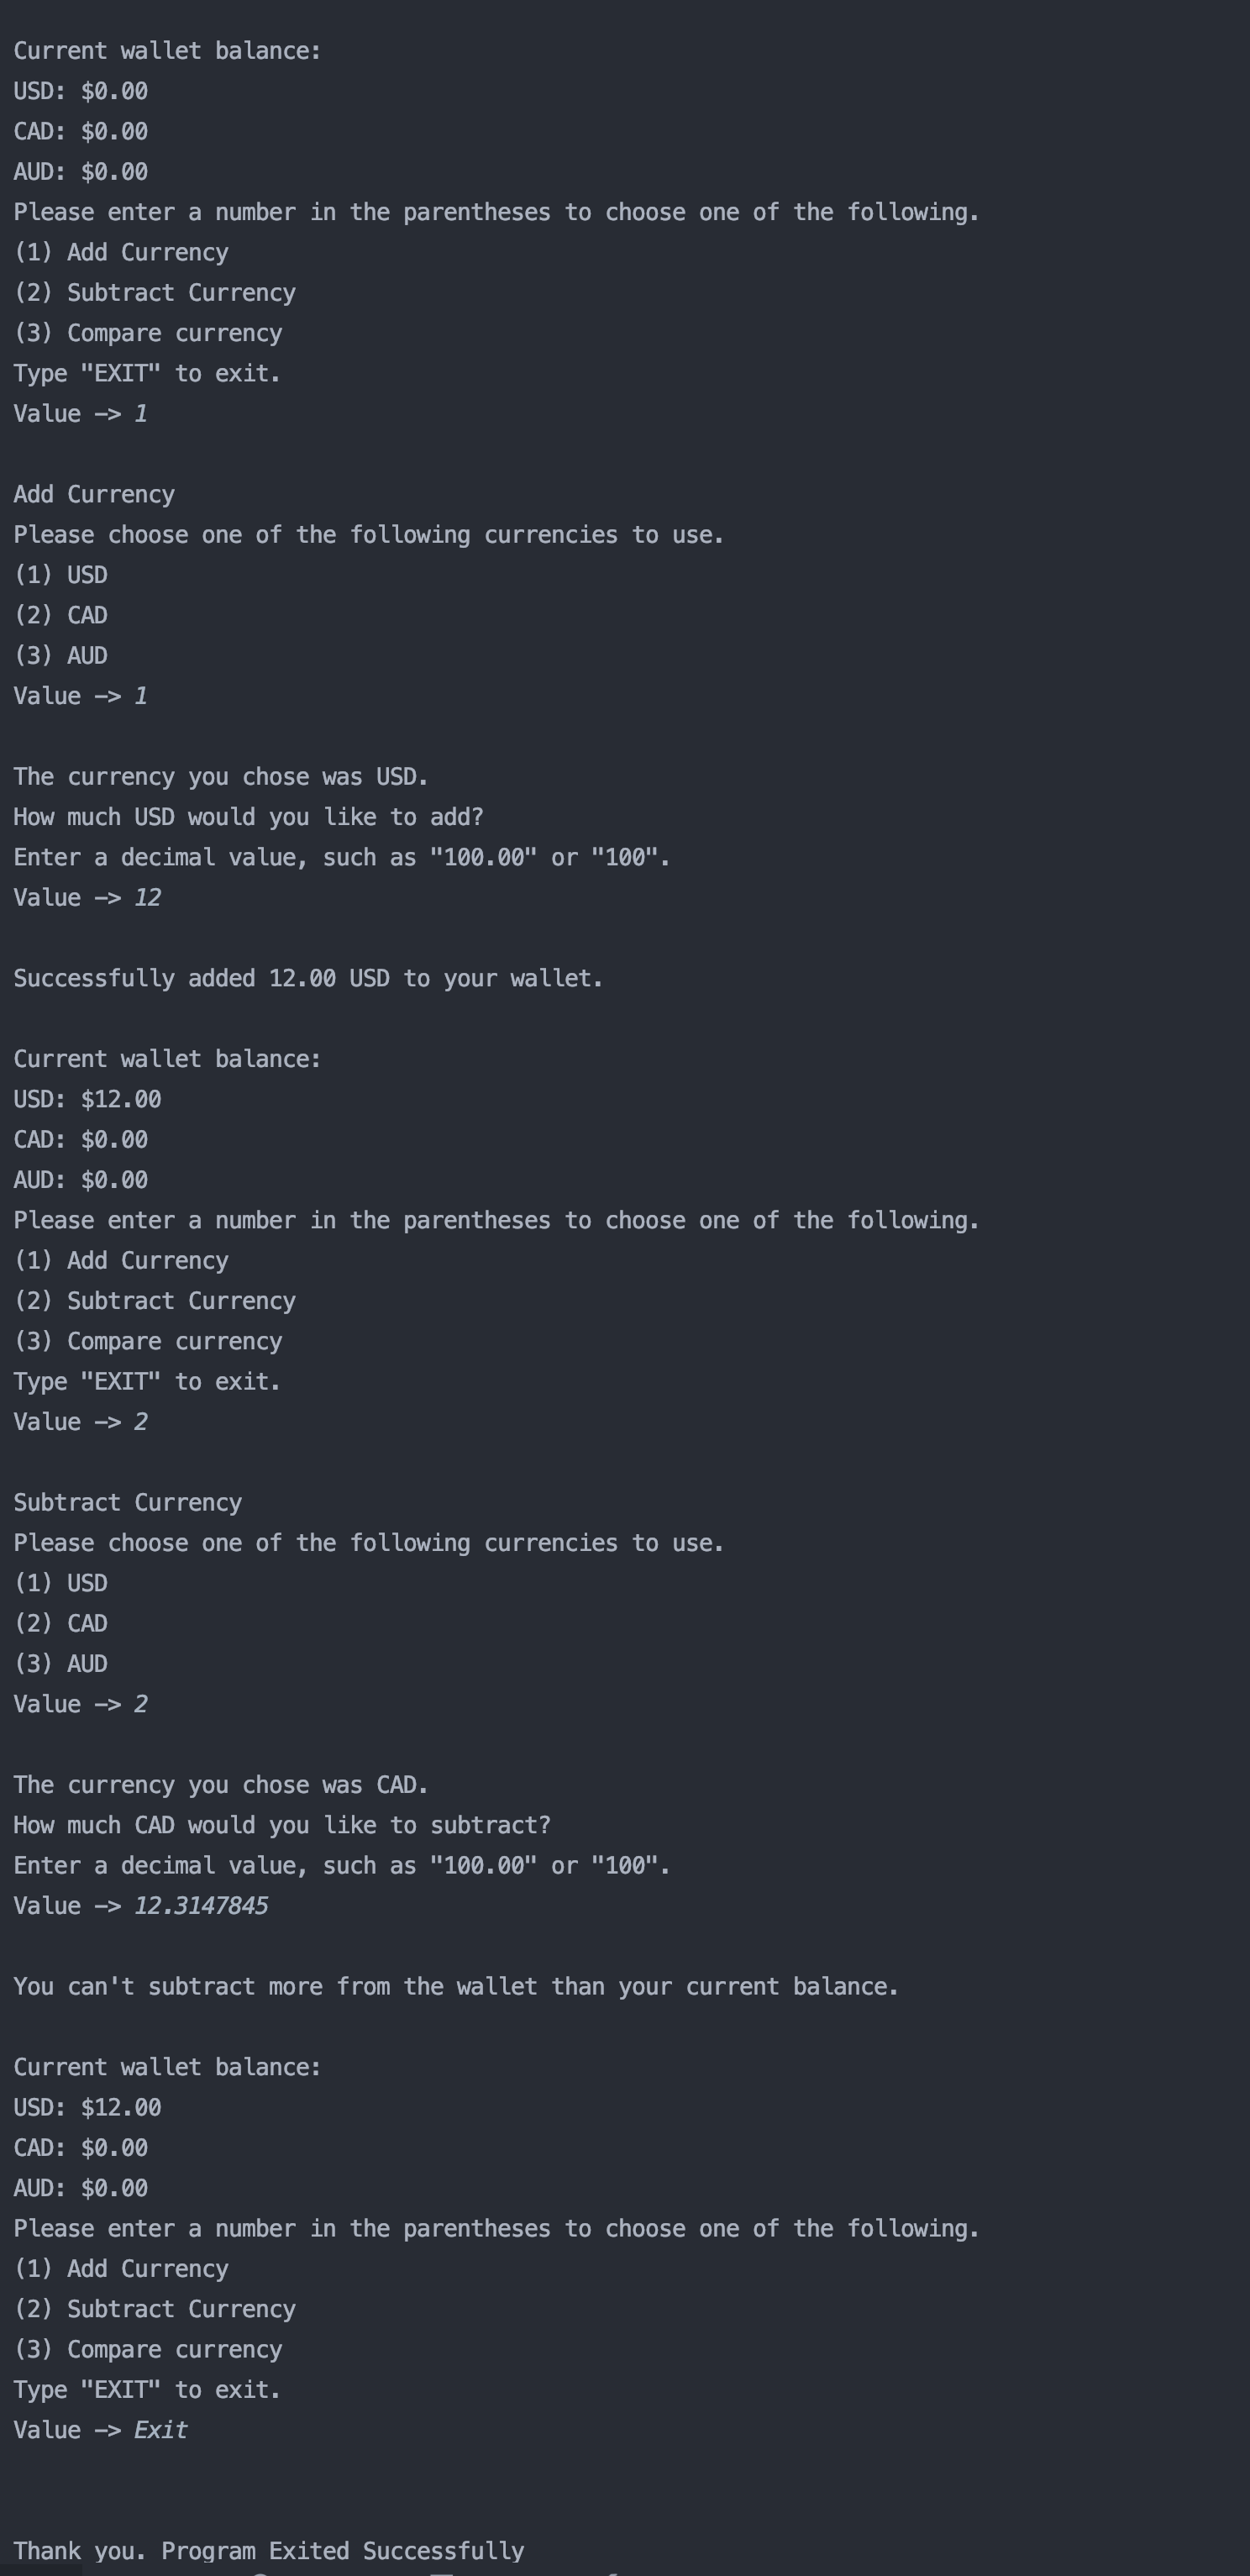 Current wallet balance:
USD: $0.00
CAD: $0.00
AUD: $0.00
Please enter a number in the parentheses to choose one of the following.
(1) Add Currency
(2) Subtract Currency
(3) Compare currency
Type "EXIT" to exit.
Value -> 1
Add Currency
Please choose one of the following currencies to use.
(1) USD
(2) CAD
(3) AUD
Value -> 1
The currency you chose was USD.
How much USD would you like to add?
Enter a decimal value, such as "100.00" or "100".
Value -> 12
Successfully added 12.00 USD to your wallet.
Current wallet balance:
USD: $12.00
CAD: $0.00
AUD: $0.00
Please enter a number in the parentheses to choose one of the following.
(1) Add Currency
(2) Subtract Currency
(3) Compare currency
Type "EXIT" to exit.
Value -> 2
Subtract Currency
Please choose one of the following currencies to use.
(1) USD
(2) CAD
(3) AUD
Value -> 2
The currency you chose was CAD.
How much CAD would you like to subtract?
Enter a decimal value, such as "100.00" or "100".
Value -> 12.3147845
You can't subtract more from the wallet than your current balance.
Current wallet balance:
USD: $12.00
CAD: $0.00
AUD: $0.00
Please enter a number in the parentheses to choose one of the following.
(1) Add Currency
(2) Subtract Currency
(3) Compare currency
Type "EXIT" to exit.
Value -> Exit
Thank you. Program Exited Successfully